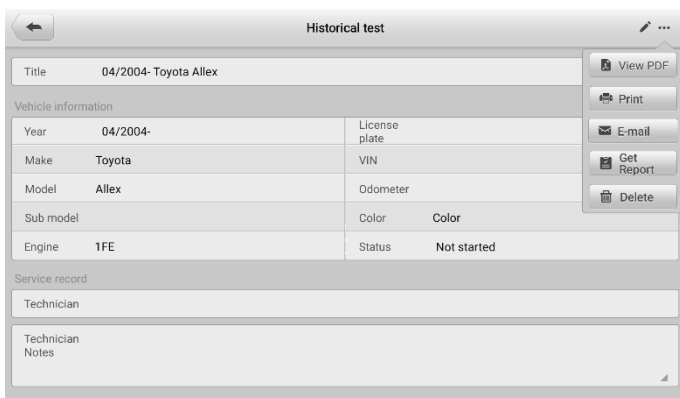 Historical test
Title 04/2004- Toyota Allex
View PDF
Print
E-mail
Get
Report
Delete
Vehicle information
Year 04/2004- License
plate
Make Toyota VIN
Model Allex Odometer
Sub model Color Color
Engine 1FE Status Not started
Service record
Technician
Technician
Notes